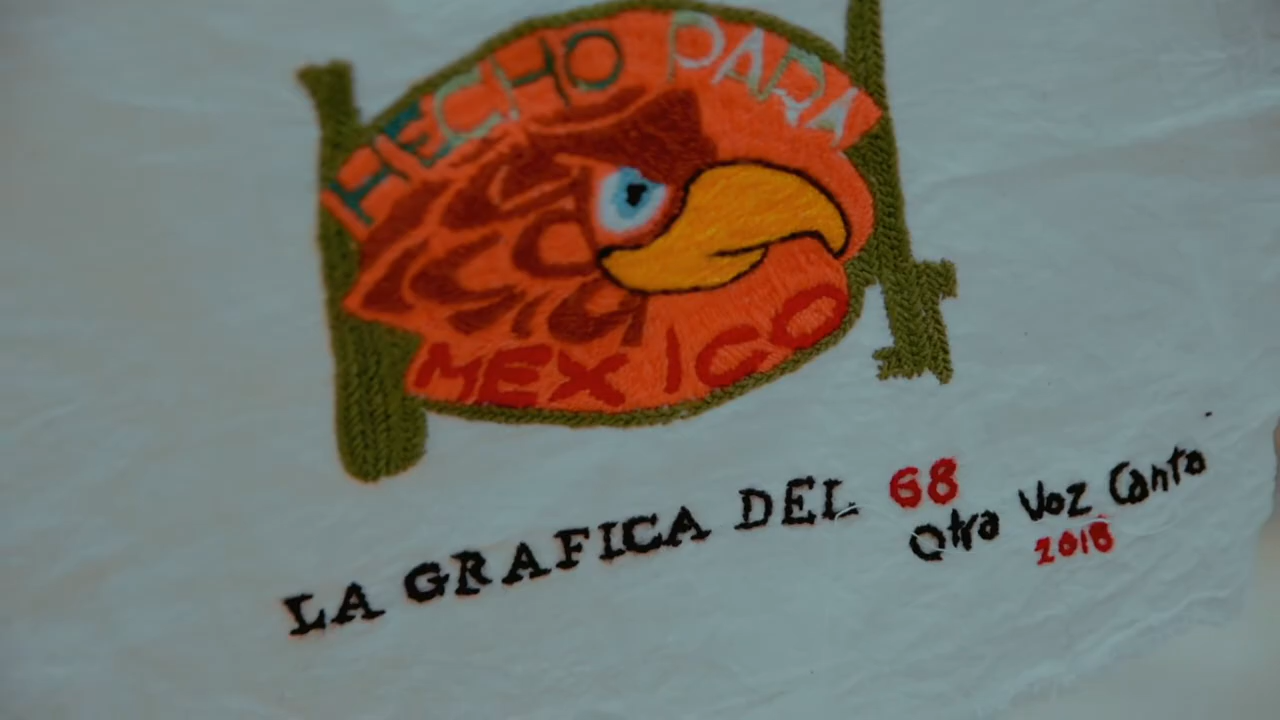 HECHO PARA
MEXICO
LA GRAFICA DEL 68
Otra Voz Canta
2018